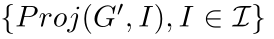 {Proj(G′, I), I ∈ ℐ}